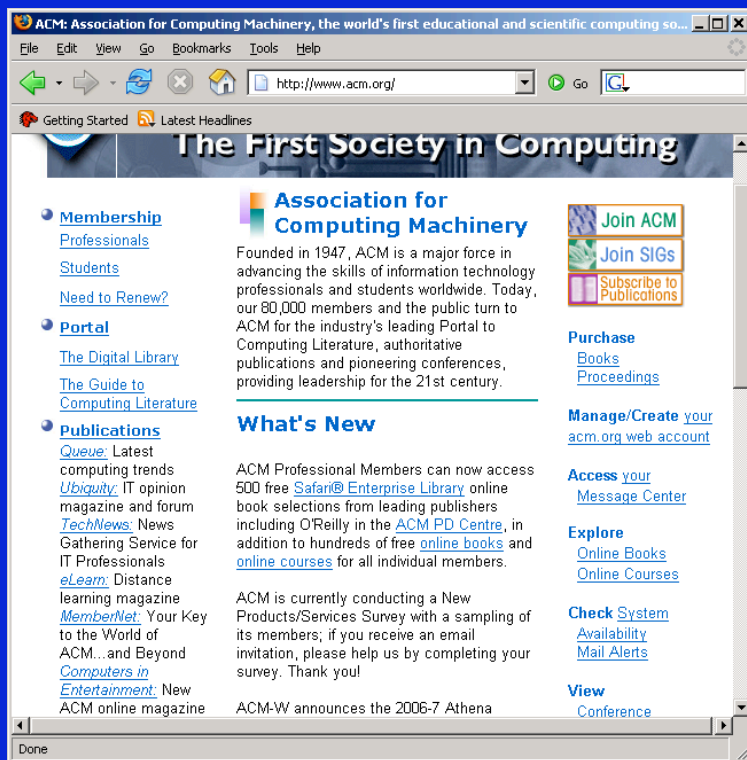 ACM: Association for Computing Machinery, the world's first educational and scientific computing so...
File Edit View Go Bookmarks Tools Help
http://www.acm.org/ Go G
Getting Started Latest Headlines
The First Society in Computing
Membership
Professionals
Students
Need to Renew?
Portal
The Digital Library
The Guide to
Computing Literature
Publications
Queue: Latest
computing trends
Ubiquity: IT opinion
magazine and forum
TechNews: News
Gathering Service for
IT Professionals
eLearn: Distance
learning magazine
MemberNet: Your Key
to the World of
ACM...and Beyond
Computers in
Entertainment: New
ACM online magazine
Association for
Computing Machinery
Founded in 1947, ACM is a major force in
advancing the skills of information technology
professionals and students worldwide. Today,
our 80,000 members and the public turn to
ACM for the industry's leading Portal to
Computing Literature, authoritative
publications and pioneering conferences,
providing leadership for the 21st century.
What's New
ACM Professional Members can now access
500 free Safari® Enterprise Library online
book selections from leading publishers
including O'Reilly in the ACM PD Centre, in
addition to hundreds of free online books and
online courses for all individual members.
ACM is currently conducting a New
Products/Services Survey with a sampling of
its members; if you receive an email
invitation, please help us by completing your
survey. Thank you!
ACM-W announces the 2006-7 Athena
Join ACM
Join SIGs
Subscribe to
Publications
Purchase
Books
Proceedings
Manage/Create your
acm.org web account
Access your
Message Center
Explore
Online Books
Online Courses
Check System
Availability
Mail Alerts
View
Conference
Done